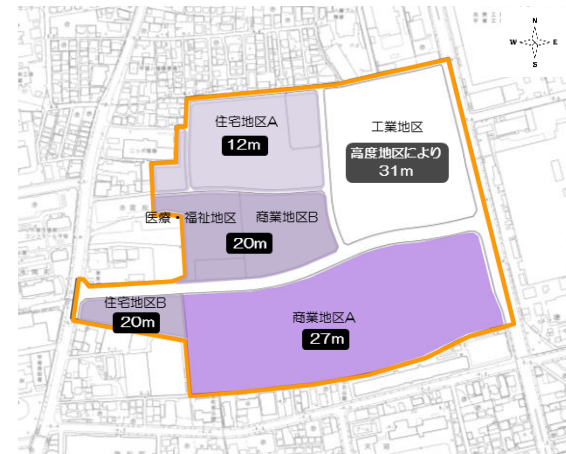 N
W
E
S
住宅地区A
12m
工業地区
高度地区により
31m
医療・福祉地区
商業地区B
20m
住宅地区B
20m
商業地区A
27m